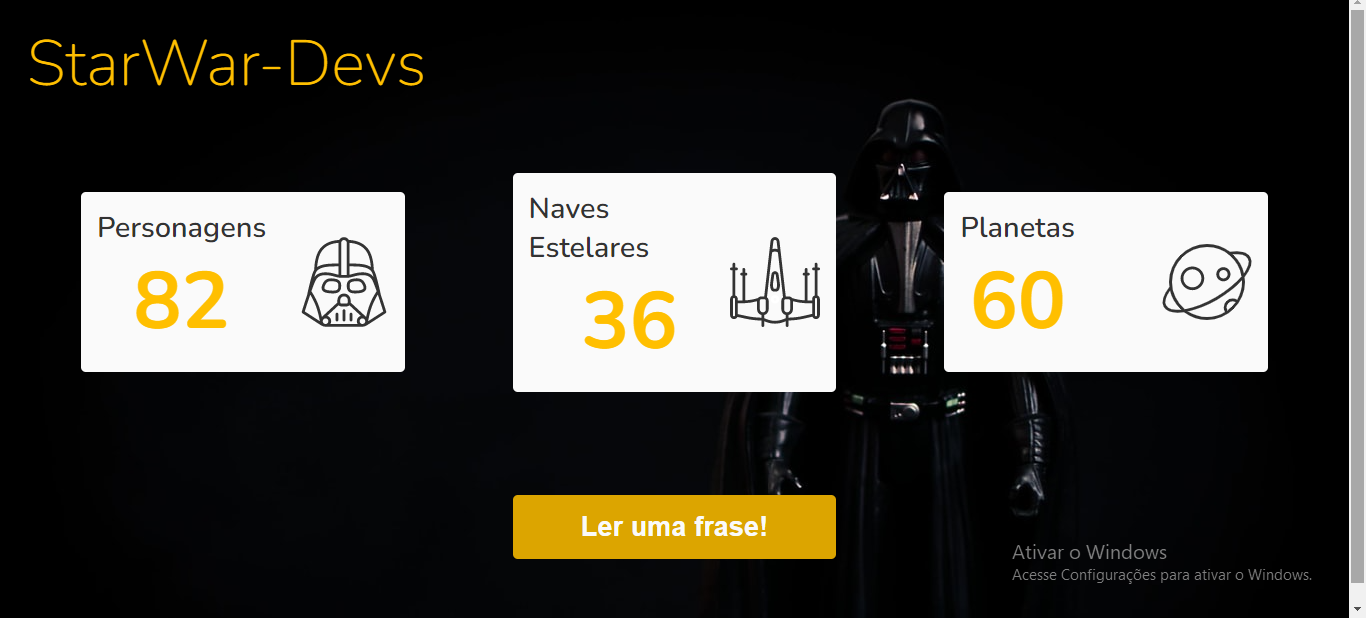 StarWar-Devs
Personagens
82
Naves
Estelares
36
Planetas
60
Ler uma frase!
Ativar o Windows
Acesse Configurações para ativar o Windows.